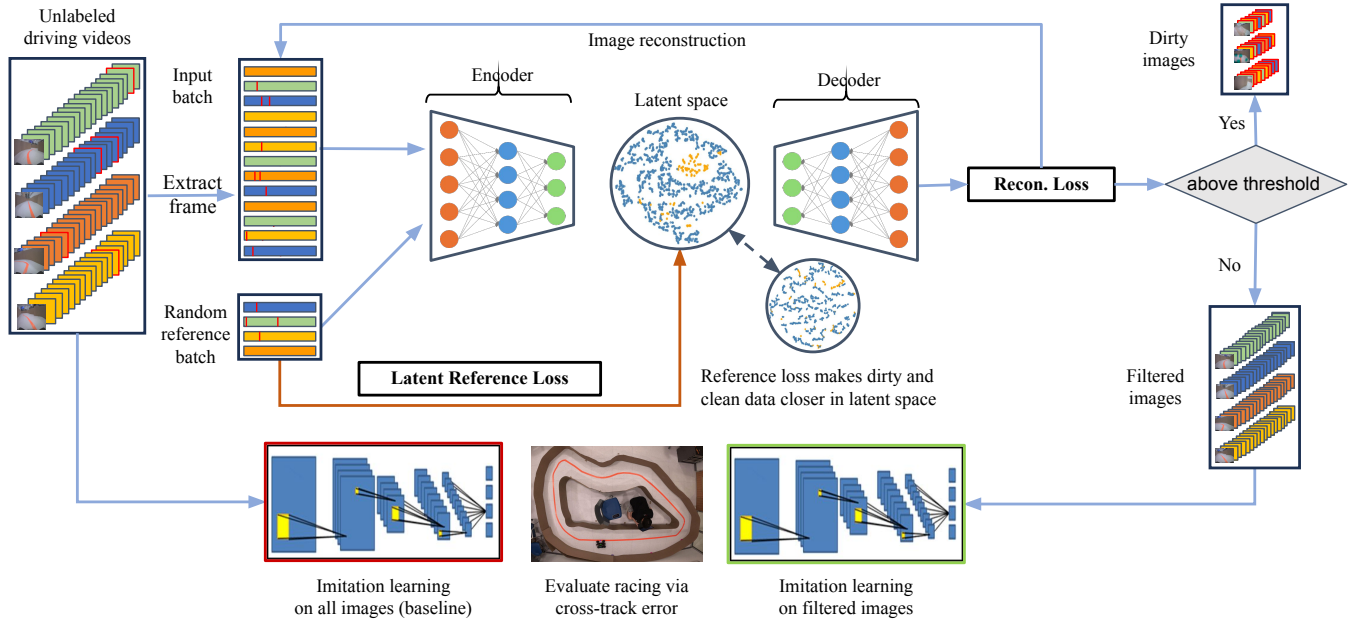 Unlabeled
driving videos
Input
batch
Extract
frame
Random
reference
batch
Image reconstruction
Encoder
Latent space
Decoder
Recon. Loss
above threshold
Yes
No
Dirty
images
Filtered
images
Latent Reference Loss
Reference loss makes dirty and
clean data closer in latent space
Imitation learning
on all images (baseline)
Evaluate racing via
cross-track error
Imitation learning
on filtered images